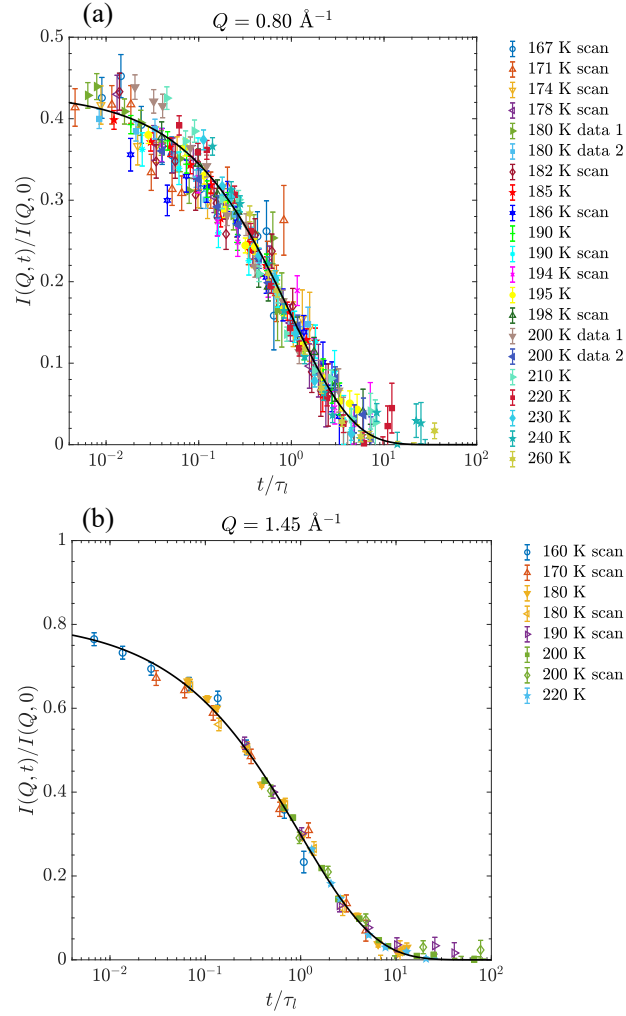 (a)
Q = 0.80 Å⁻¹
0.5
0.4
0.3
0.2
0.1
0
I(Q, t)/I(Q, 0)
10⁻² 10⁻¹ 10⁰ 10¹ 10²
t/τₗ
167 K scan
171 K scan
174 K scan
178 K scan
180 K data 1
180 K data 2
182 K scan
185 K
186 K scan
190 K
190 K scan
194 K scan
195 K
198 K scan
200 K data 1
200 K data 2
210 K
220 K
230 K
240 K
260 K
(b)
Q = 1.45 Å⁻¹
1
0.8
0.6
0.4
0.2
0
I(Q, t)/I(Q, 0)
10⁻² 10⁻¹ 10⁰ 10¹ 10²
t/τₗ
160 K scan
170 K scan
180 K
180 K scan
190 K scan
200 K
200 K scan
220 K